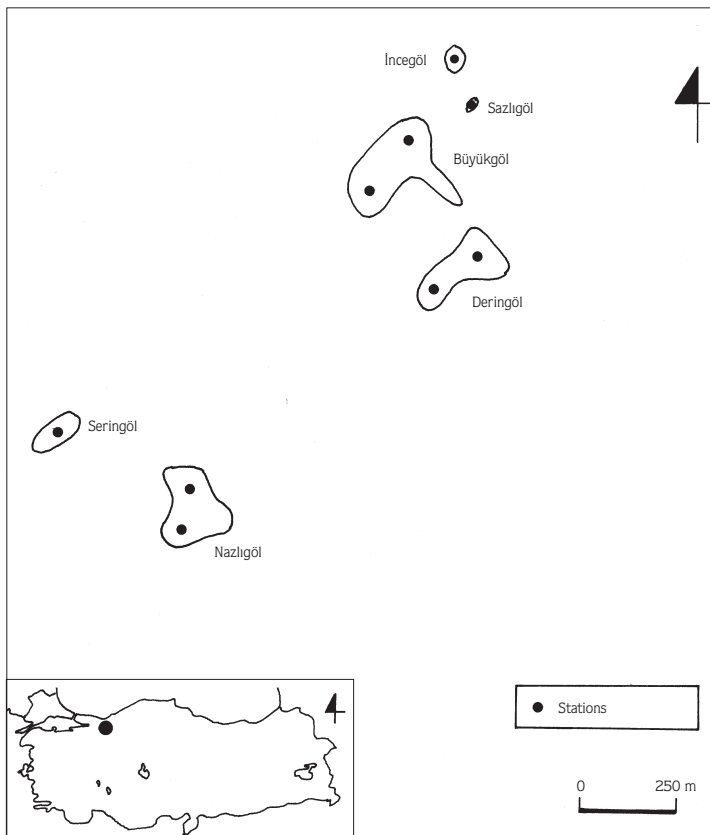 İncegöl
Sazlıgöl
Büyükgöl
Deringöl
Seringöl
Nazlıgöl
Stations
0 250 m